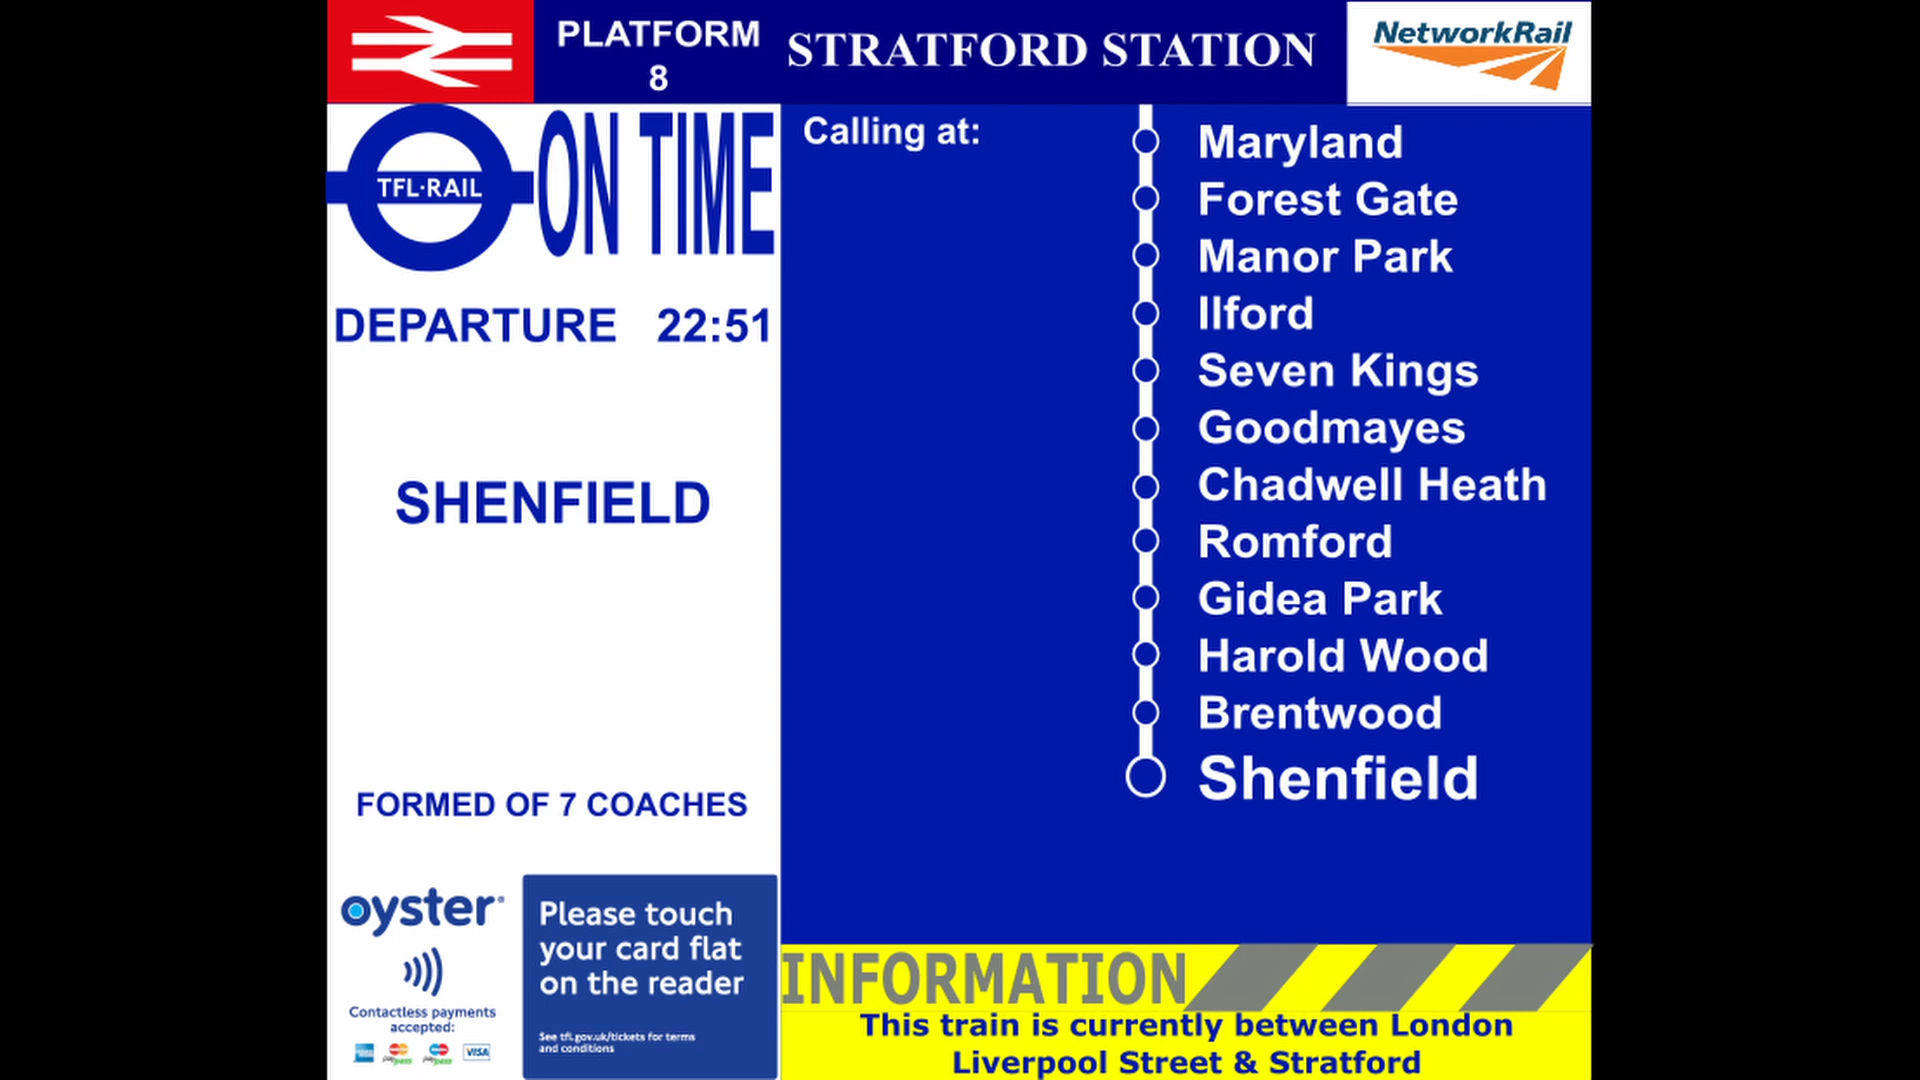 PLATFORM
8
STRATFORD STATION
NetworkRail
TFL·RAIL
ON TIME
DEPARTURE 22:51
SHENFIELD
FORMED OF 7 COACHES
oyster
Contactless payments
accepted:
VISA
Please touch
your card flat
on the reader
See tfl.gov.uk/tickets for terms
and conditions
Calling at:
Maryland
Forest Gate
Manor Park
Ilford
Seven Kings
Goodmayes
Chadwell Heath
Romford
Gidea Park
Harold Wood
Brentwood
Shenfield
INFORMATION
This train is currently between London
Liverpool Street & Stratford